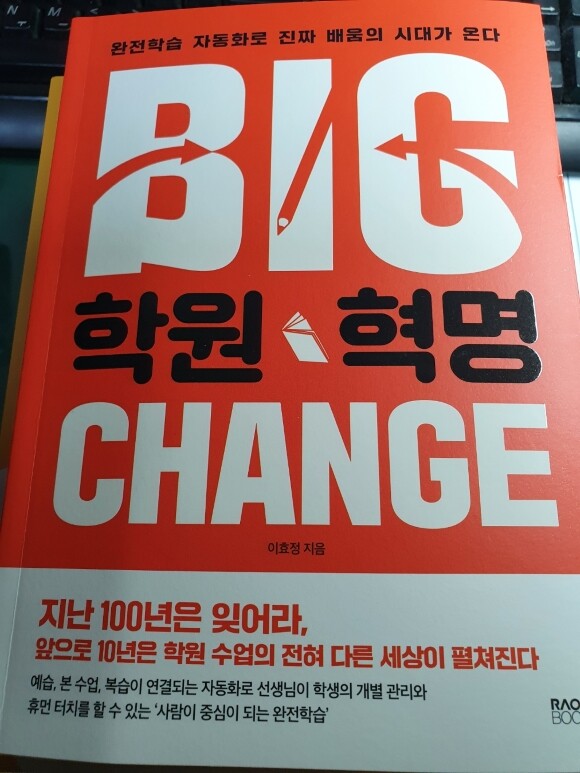 완전학습 자동화로 진짜 배움의 시대가 온다
BIG
학원 혁명
CHANGE
이효정 지음
지난 100년은 잊어라,
앞으로 10년은 학원 수업의 전혀 다른 세상이 펼쳐진다
예습, 본 수업, 복습이 연결되는 자동화로 선생님이 학생의 개별 관리와
휴먼 터치를 할 수 있는 ‘사람이 중심이 되는 완전학습’